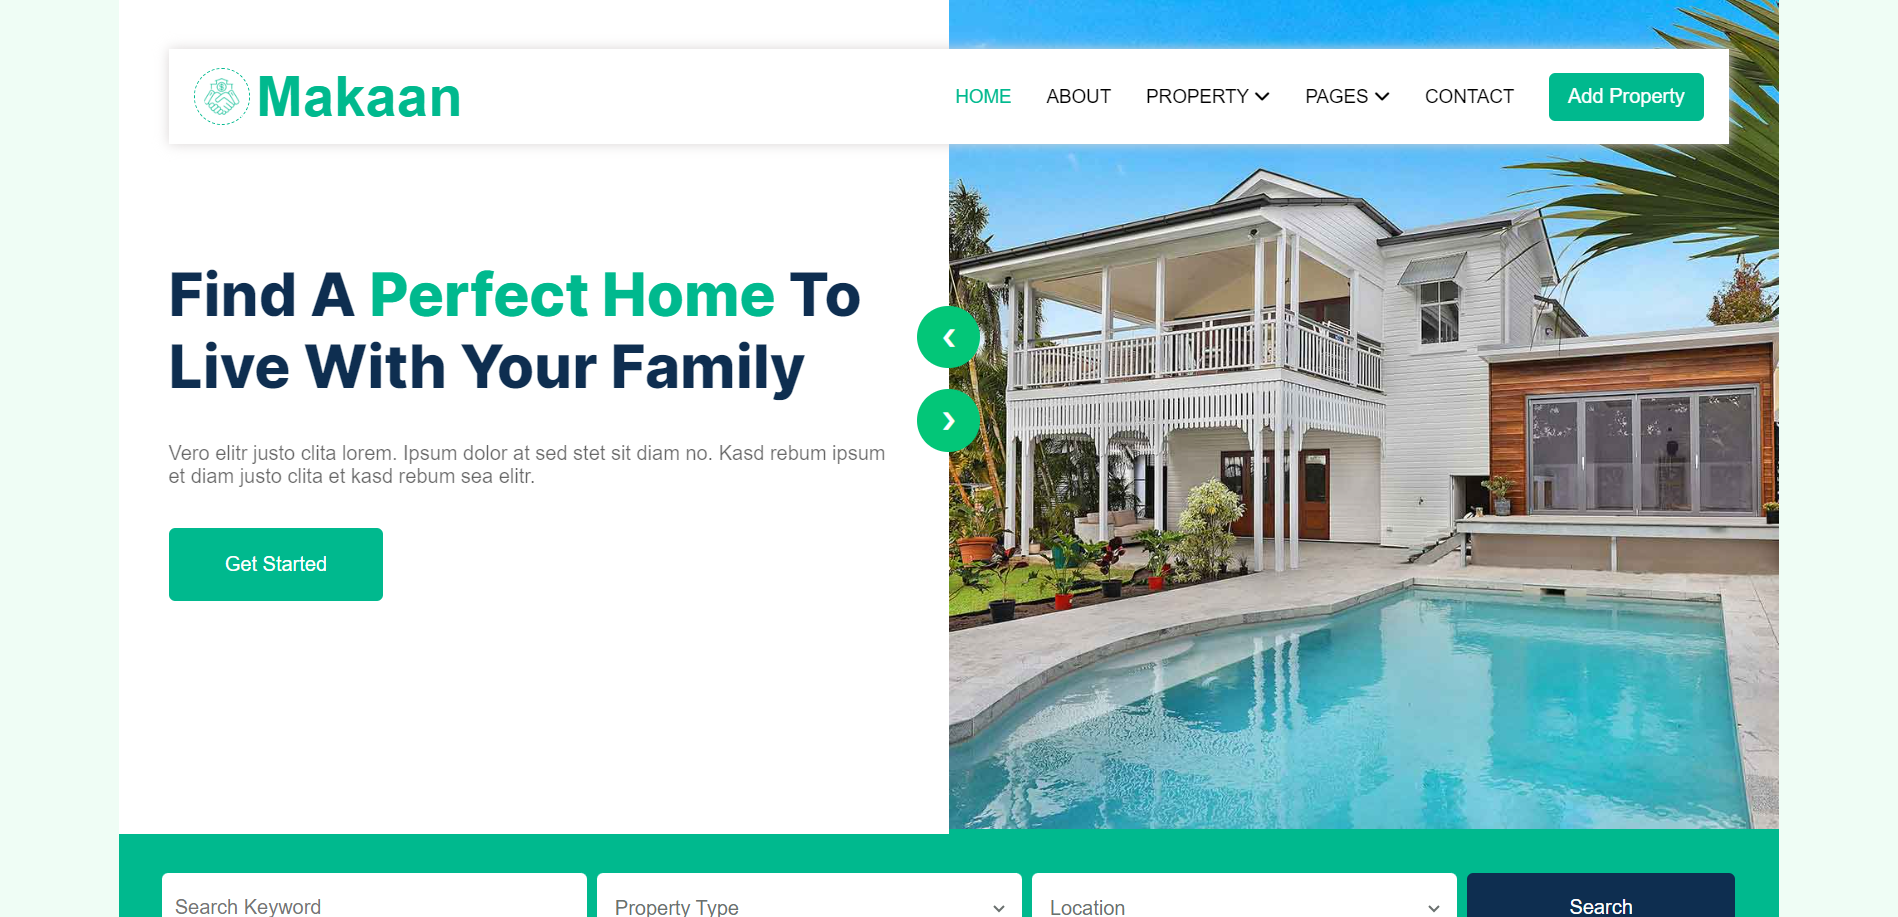 Makaan
HOME ABOUT PROPERTY PAGES CONTACT Add Property
Find A Perfect Home To
Live With Your Family
Vero elitr justo clita lorem. Ipsum dolor at sed stet sit diam no. Kasd rebum ipsum
et diam justo clita et kasd rebum sea elitr.
Get Started
Search Keyword Property Type Location Search